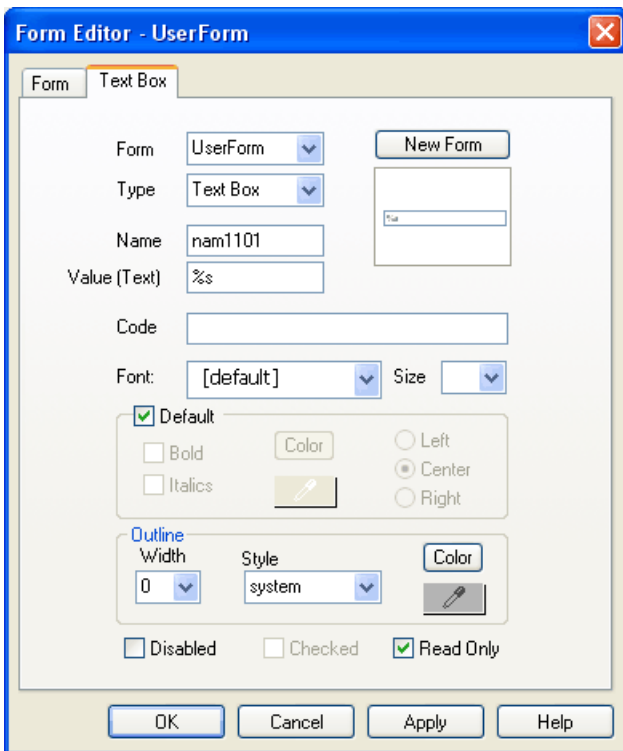 Form Editor - UserForm
Form Text Box
Form UserForm New Form
Type Text Box
Name nam1101
%s
Value (Text) %s
Code
Font: [default] Size
Default
Bold Color Left
Center
Italics
Right
Outline
Width Style Color
0 system
Disabled Checked Read Only
OK Cancel Apply Help